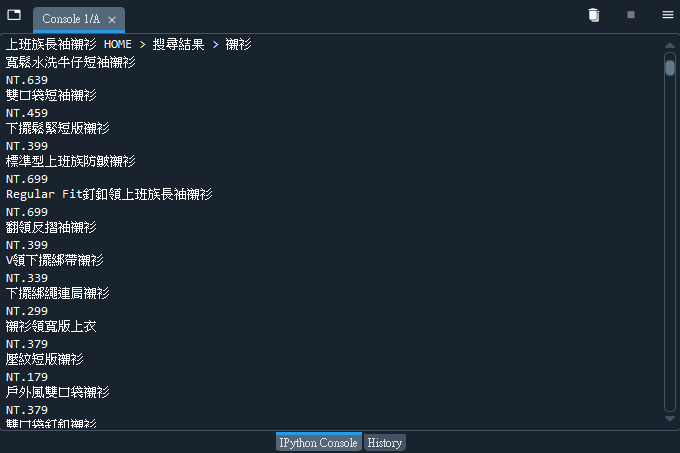 Console 1/A
上班族長袖襯衫 HOME > 搜尋結果 > 襯衫
寬鬆水洗牛仔短袖襯衫
NT.639
雙口袋短袖襯衫
NT.459
下擺鬆緊短版襯衫
NT.399
標準型上班族防皺襯衫
NT.699
Regular Fit釘釦領上班族長袖襯衫
NT.699
翻領反摺袖襯衫
NT.399
V領下擺綁帶襯衫
NT.339
下擺綁繩連肩襯衫
NT.299
襯衫領寬版上衣
NT.379
壓紋短版襯衫
NT.179
戶外風雙口袋襯衫
NT.379
雙口袋釘釦襯衫
IPython Console History